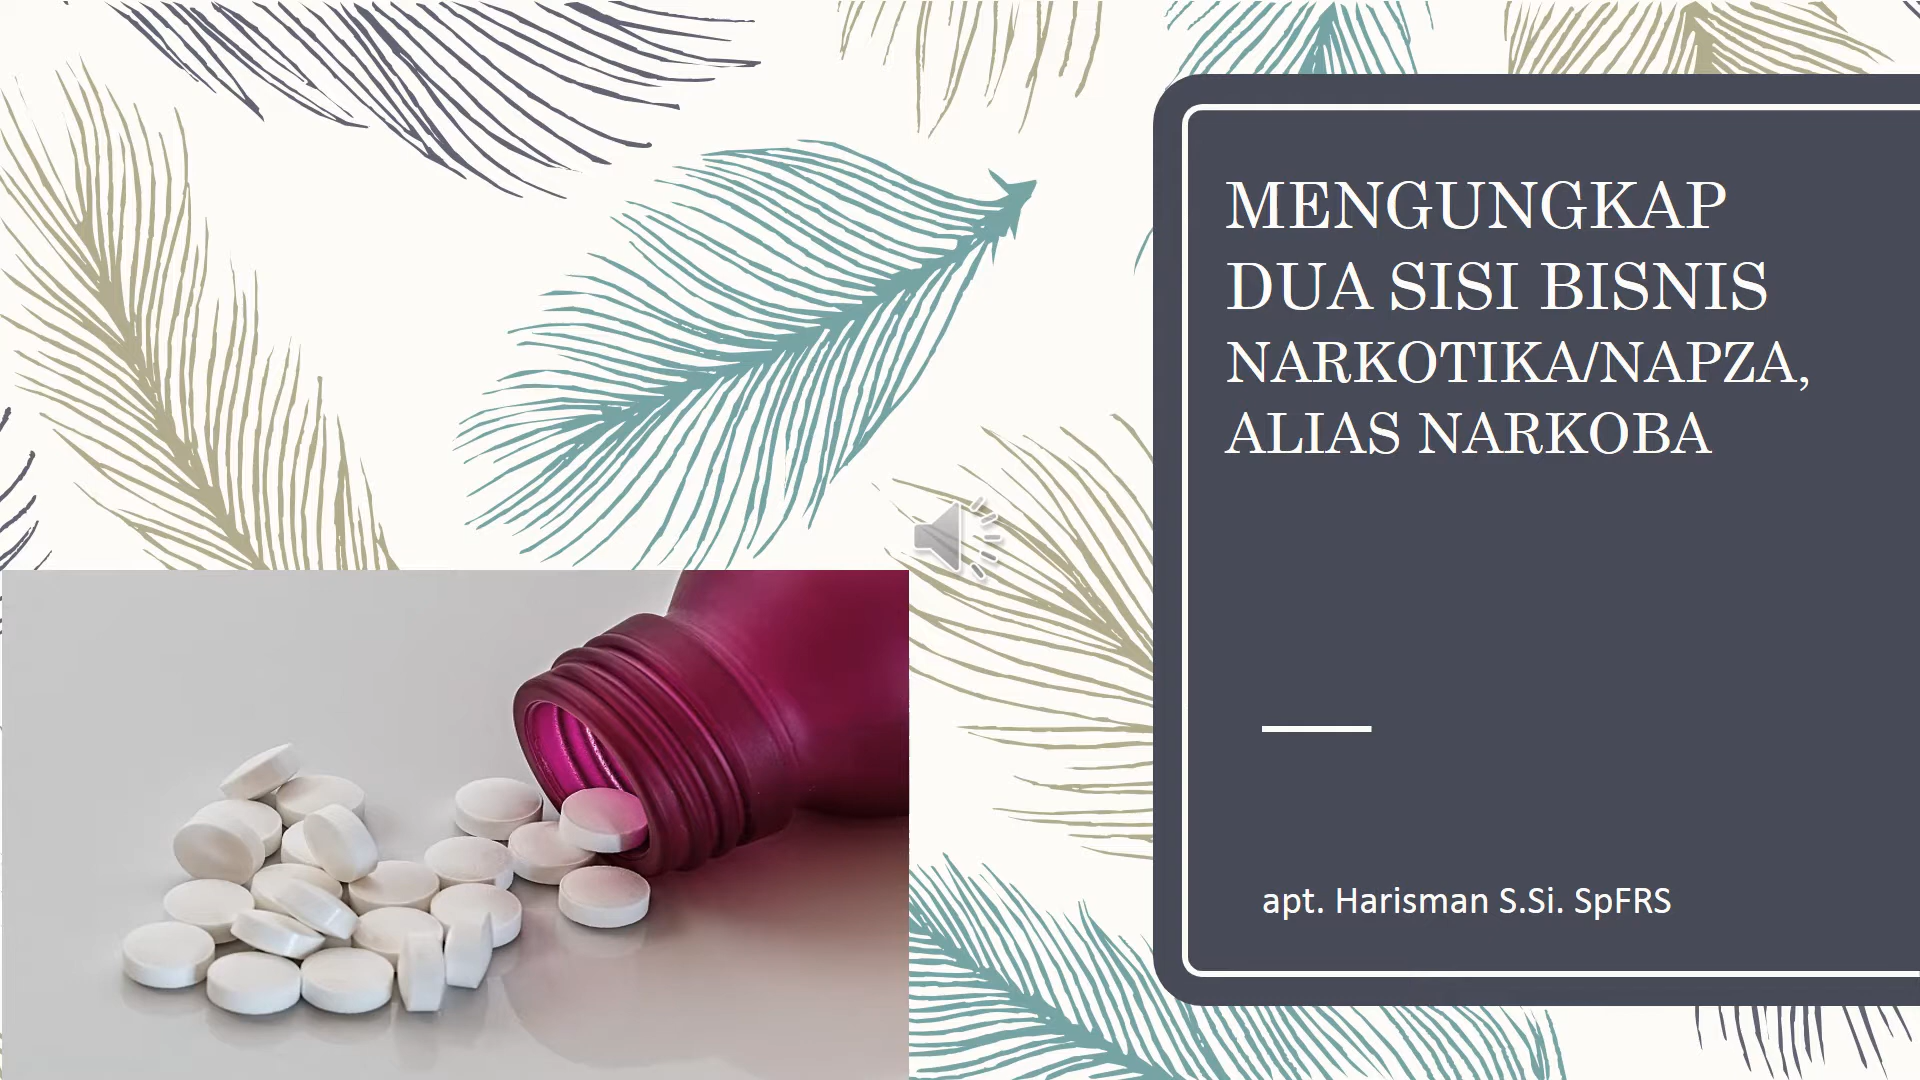 MENGUNGKAP
DUA SISI BISNIS
NARKOTIKA/NAPZA,
ALIAS NARKOBA
apt. Harisman S.Si. SpFRS